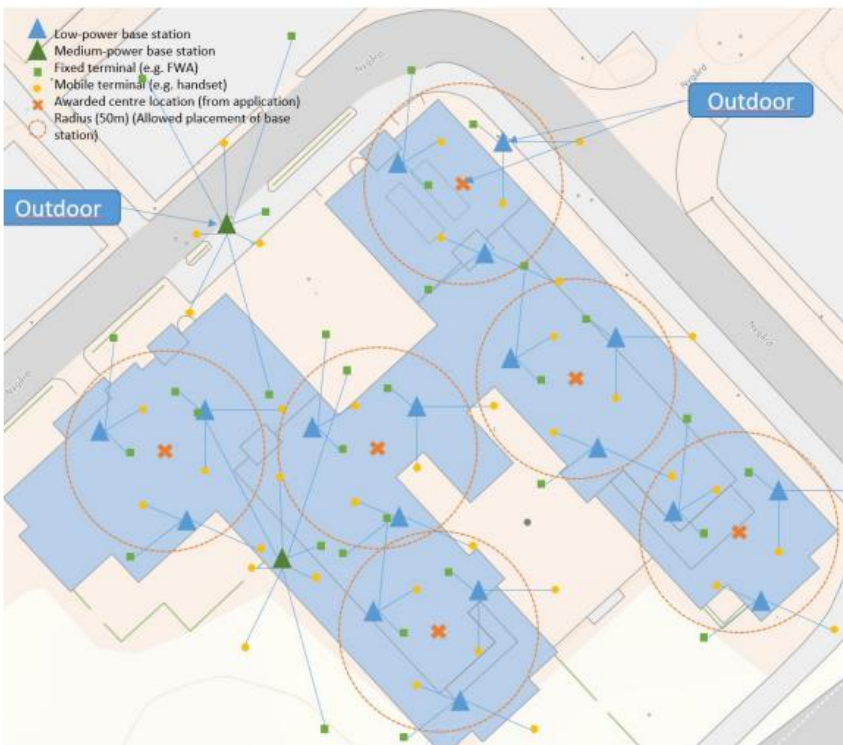 Low-power base station
Medium-power base station
Fixed terminal (e.g. FWA)
Mobile terminal (e.g. handset)
Awarded centre location (from application)
Radius (50m) (Allowed placement of base
station)
Outdoor
Outdoor